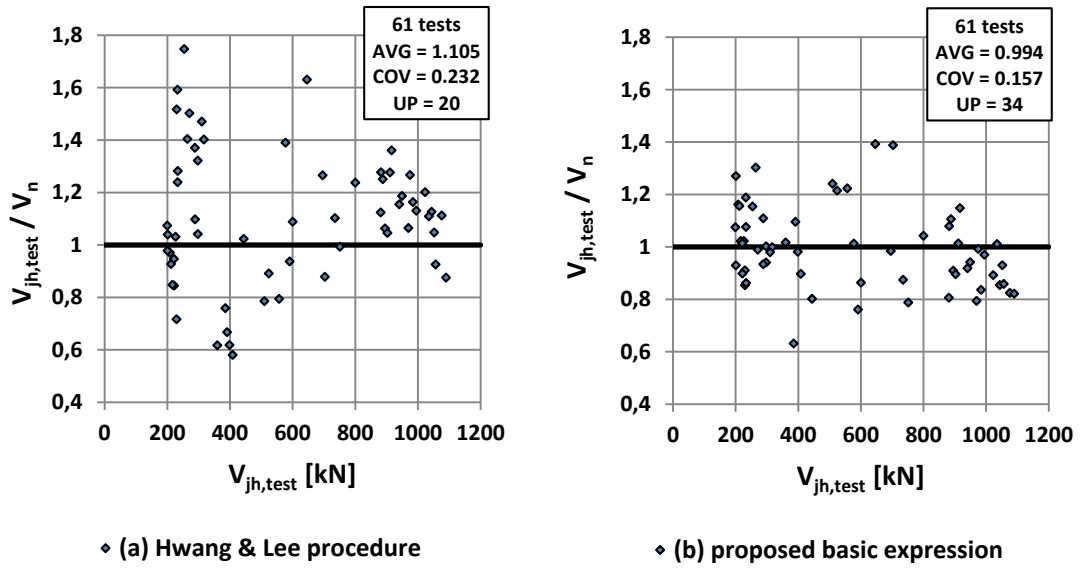 61 tests
AVG = 1.105
COV = 0.232
UP = 20
1,8
1,6
1,4
1,2
1
0,8
0,6
0,4
0 200 400 600 800 1000 1200
V_jh,test / V_n
V_jh,test [kN]
(a) Hwang & Lee procedure
61 tests
AVG = 0.994
COV = 0.157
UP = 34
1,8
1,6
1,4
1,2
1
0,8
0,6
0,4
0 200 400 600 800 1000 1200
V_jh,test / V_n
V_jh,test [kN]
(b) proposed basic expression